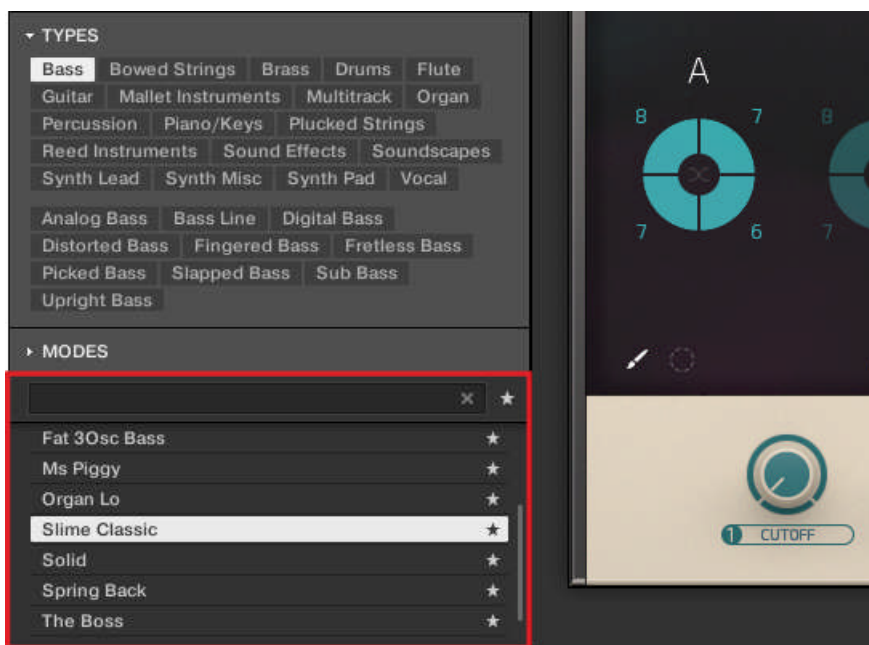 TYPES
Bass Bowed Strings Brass Drums Flute
Guitar Mallet Instruments Multitrack Organ
Percussion Piano/Keys Plucked Strings
Reed Instruments Sound Effects Soundscapes
Synth Lead Synth Misc Synth Pad Vocal
Analog Bass Bass Line Digital Bass
Distorted Bass Fingered Bass Fretless Bass
Picked Bass Slapped Bass Sub Bass
Upright Bass
MODES
Fat 3Osc Bass
Ms Piggy
Organ Lo
Slime Classic
Solid
Spring Back
The Boss
A
8 7 8
7 6 7
1 CUTOFF